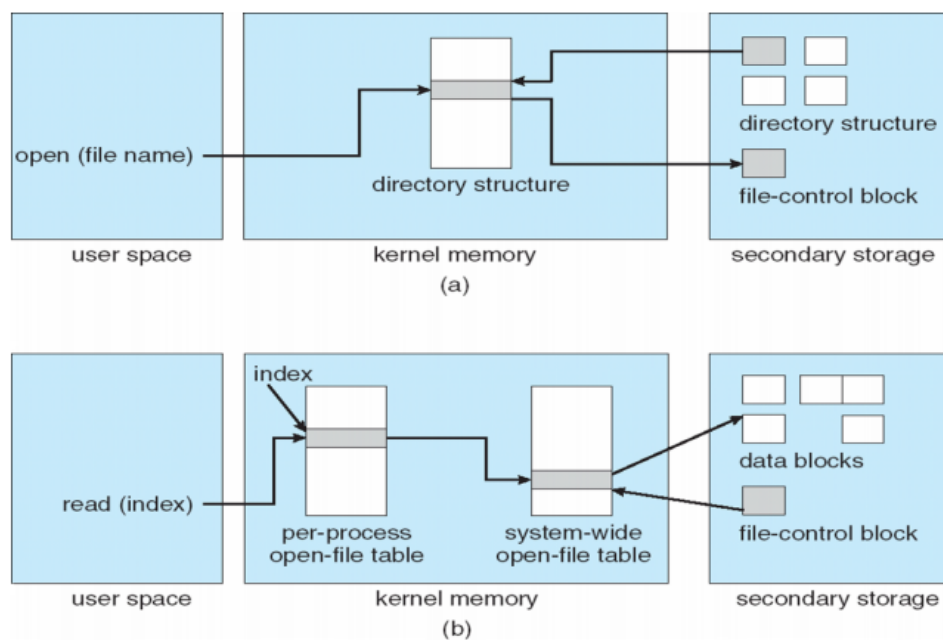 open (file name)
directory structure
directory structure
file-control block
user space
kernel memory
secondary storage
(a)
index
read (index)
per-process
open-file table
system-wide
open-file table
data blocks
file-control block
user space
kernel memory
secondary storage
(b)